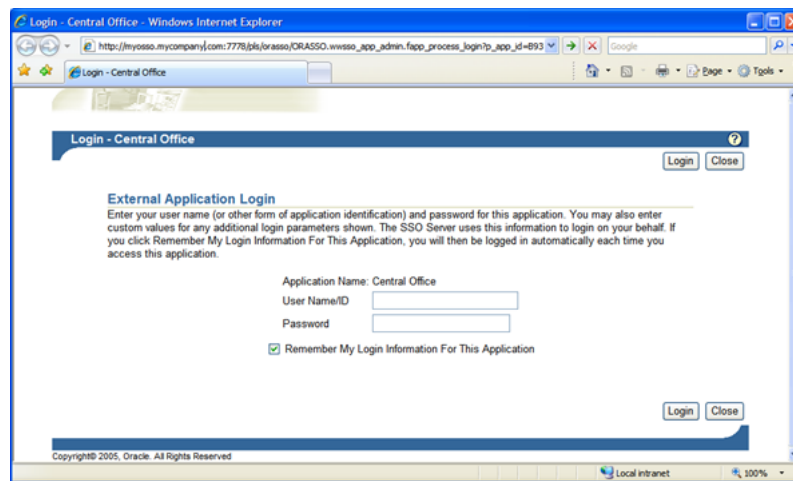 Login - Central Office - Windows Internet Explorer
http://myosso.mycompany.com:7778/pls/orasso/ORASSO.wwsso_app_admin.fapp_process_login?p_app_id=B93
Google
Login - Central Office
Page
Tools
Login - Central Office
?
Login Close
External Application Login
Enter your user name (or other form of application identification) and password for this application. You may also enter
custom values for any additional login parameters shown. The SSO Server uses this information to login on your behalf. If
you click Remember My Login Information For This Application, you will then be logged in automatically each time you
access this application.
Application Name: Central Office
User Name/ID
Password
Remember My Login Information For This Application
Login Close
Copyright© 2005, Oracle. All Rights Reserved
Local intranet
100%